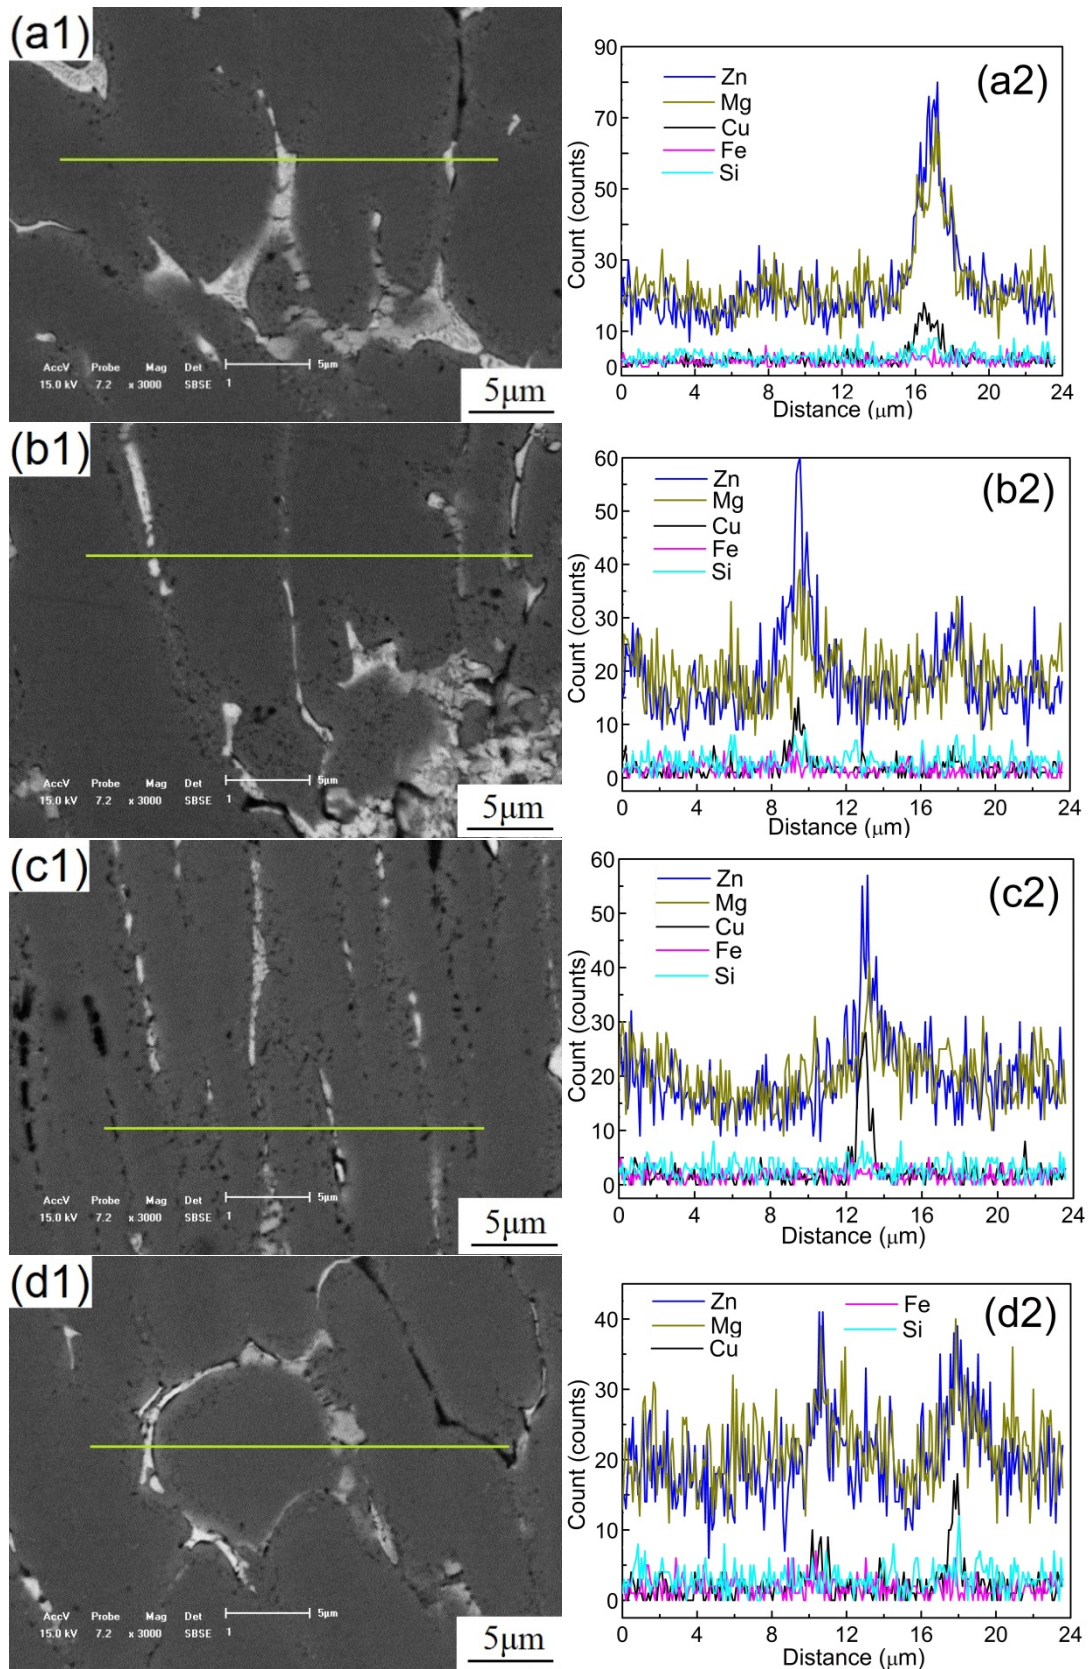 (a1)
AccV Probe Mag Det
15.0 kV 7.2 x 3000 SBSE 1 5μm
5μm
(a2)
Zn
Mg
Cu
Fe
Si
Count (counts)
90
70
50
30
10
0
0 4 8 12 16 20 24
Distance (μm)
(b1)
AccV Probe Mag Det
15.0 kV 7.2 x 3000 SBSE 1 5μm
5μm
(b2)
Zn
Mg
Cu
Fe
Si
Count (counts)
60
50
40
30
20
10
0
0 4 8 12 16 20 24
Distance (μm)
(c1)
AccV Probe Mag Det
15.0 kV 7.2 x 3000 SBSE 1 5μm
5μm
(c2)
Zn
Mg
Cu
Fe
Si
Count (counts)
60
50
40
30
20
10
0
0 4 8 12 16 20 24
Distance (μm)
(d1)
AccV Probe Mag Det
15.0 kV 7.2 x 3000 SBSE 1 5μm
5μm
(d2)
Zn Fe
Mg Si
Cu
Count (counts)
40
30
20
10
0
0 4 8 12 16 20 24
Distance (μm)